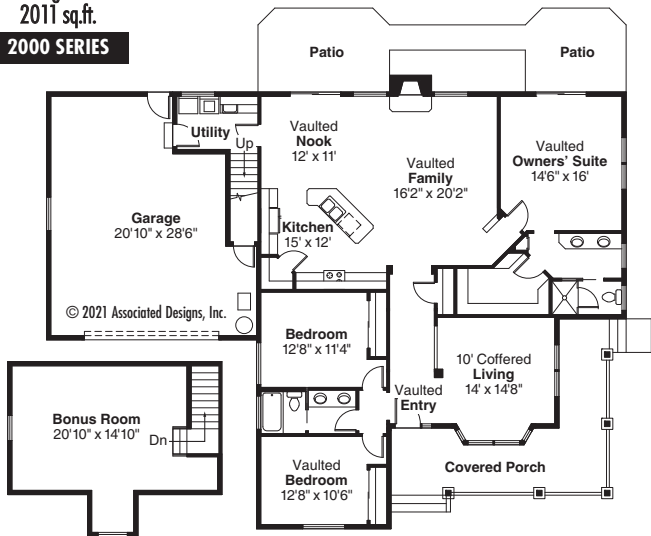 2011 sq.ft.
2000 SERIES
Patio
Patio
Utility
Up
Vaulted
Nook
12' x 11'
Vaulted
Family
16'2" x 20'2"
Vaulted
Owners' Suite
14'6" x 16'
Garage
20'10" x 28'6"
Kitchen
15' x 12'
© 2021 Associated Designs, Inc.
Bedroom
12'8" x 11'4"
10' Coffered
Living
14' x 14'8"
Vaulted
Entry
Bonus Room
20'10" x 14'10"
Dn
Vaulted
Bedroom
12'8" x 10'6"
Covered Porch